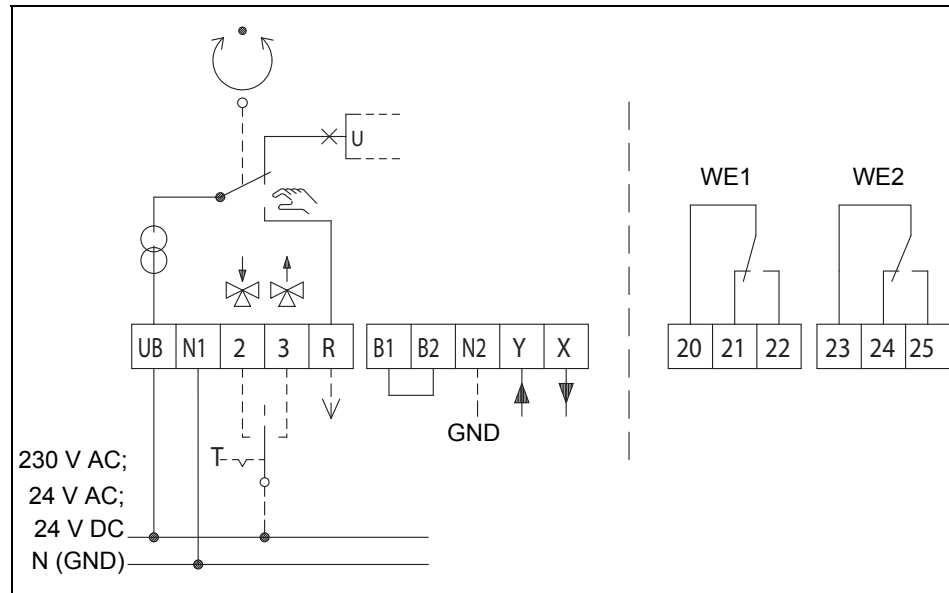 U
WE1 WE2
UB N1 2 3 R B1 B2 N2 Y X 20 21 22 23 24 25
GND
T
230 V AC;
24 V AC;
24 V DC
N (GND)